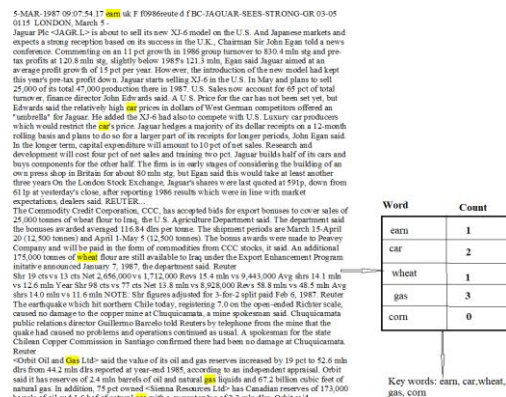 5-MAR-1987 09:07:54.17 earn uk F f0986reute d f BC-JAGUAR-SEES-STRONG-GR 03-05
0115 LONDON, March 5 -
Jaguar Plc <JAGR.L> is about to sell its new XJ-6 model on the U.S. And Japanese markets and
expects a strong reception based on its success in the U.K., Chairman Sir John Egan told a news
conference. Commenting on an 11 pct growth in 1986 group turnover to 830.4 mln stg and pre-
tax profits at 120.8 mln stg, slightly below 1985's 121.3 mln, Egan said Jaguar aimed at an
average profit growth of 15 pct per year. However, the introduction of the new model had kept
this year's pre-tax profit down. Jaguar starts selling XJ-6 in the U.S. In May and plans to sell
25,000 of its total 47,000 production there in 1987. U.S. Sales now account for 65 pct of total
turnover, finance director John Edwards said. A U.S. Price for the car has not been set yet, but
Edwards said the relatively high car prices in dollars of West German competitors offered an
"umbrella" for Jaguar. He added the XJ-6 had also to compete with U.S. Luxury car producers
which would restrict the car's price. Jaguar hedges a majority of its dollar receipts on a 12-month
rolling basis and plans to do so for a larger part of its receipts for longer periods, John Egan said.
In the longer term, capital expenditure will amount to 10 pct of net sales. Research and
development will cost four pct of net sales and training two pct. Jaguar builds half of its cars and
buys components for the other half. The firm is in early stages of considering the building of an
own press shop in Britain for about 80 mln stg, but Egan said this would take at least another
three years On the London Stock Exchange, Jaguar's shares were last quoted at 591p, down from
611p at yesterday's close, after reporting 1986 results which were in line with market
expectations, dealers said. REUTER...
The Commodity Credit Corporation, CCC, has accepted bids for export bonuses to cover sales of
25,000 tonnes of wheat flour to Iraq, the U.S. Agriculture Department said. The department said
the bonuses awarded averaged 116.84 dlrs per tonne. The shipment periods are March 15-April
20 (12,500 tonnes) and April 1-May 5 (12,500 tonnes). The bonus awards were made to Peavey
Company and will be paid in the form of commodities from CCC stocks, it said. An additional
175,000 tonnes of wheat flour are still available to Iraq under the Export Enhancement Program
initative announced January 7, 1987, the department said. Reuter
Shr 19 cts vs 13 cts Net 2,656,000 vs 1,712,000 Revs 15.4 mln vs 9,443,000 Avg shrs 14.1 mln
vs 12.6 mln Year Shr 98 cts vs 77 cts Net 13.8 mln vs 8,928,000 Revs 58.8 mln vs 48.5 mln Avg
shrs 14.0 mln vs 11.6 mln NOTE: Shr figures adjusted for 3-for-2 split paid Feb 6, 1987. Reuter
The earthquake which hit northern Chile today, registering 7.0 on the open-ended Richter scale,
caused no damage to the copper mine at Chuquicamata, a mine spokesman said. Chuquicamata
public relations director Guillermo Barcelo told Reuters by telephone from the mine that the
quake had caused no problems and operations continued as usual. A spokesman for the state
Chilean Copper Commission in Santiago confirmed there had been no damage at Chuquicamata.
Reuter
<Orbit Oil and Gas Ltd> said the value of its oil and gas reserves increased by 19 pct to 52.6 mln
dlrs from 44.2 mln dlrs reported at year-end 1985, according to an independent appraisal. Orbit
said it has reserves of 2.4 mln barrels of oil and natural gas liquids and 67.2 billion cubic feet of
natural gas. In addition, 75 pct owned <Sienna Resources Ltd> has Canadian reserves of 173,000
Word Count
earn 1
car 2
wheat 1
gas 3
corn 0
Key words: earn, car,wheat,
gas, corn